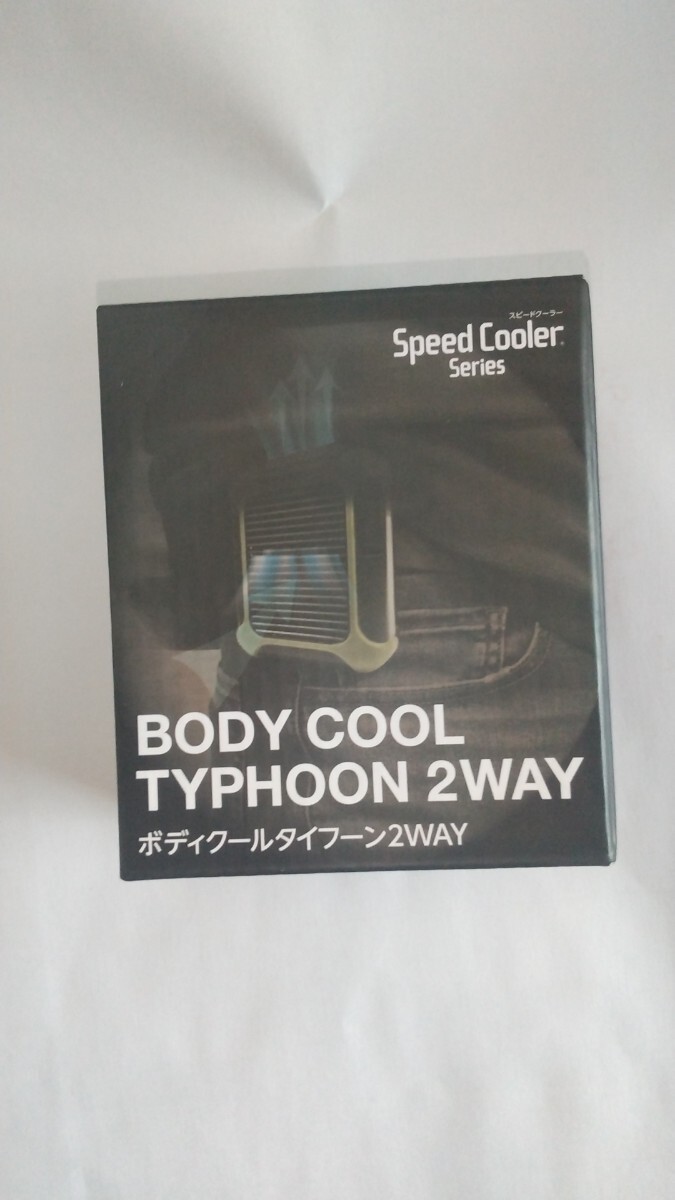 スピードクーラー
Speed Cooler®
Series
BODY COOL
TYPHOON 2WAY
ボディクールタイフーン2WAY